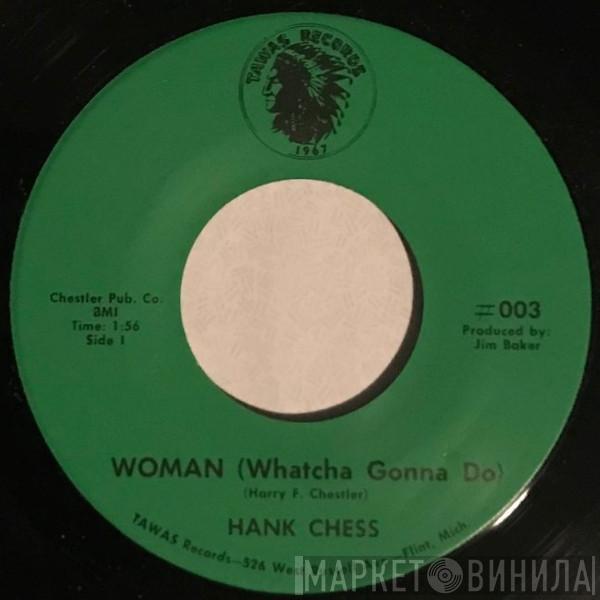 TAWAS RECORDS
1967
Chestler Pub. Co.
BMI
Time: 1:56
Side 1
#003
Produced by:
Jim Baker
WOMAN (Whatcha Gonna Do)
(Harry F. Chestler)
HANK CHESS
TAWAS Records—526 West Flint, Mich.
МАРКЕТ ВИНИЛА